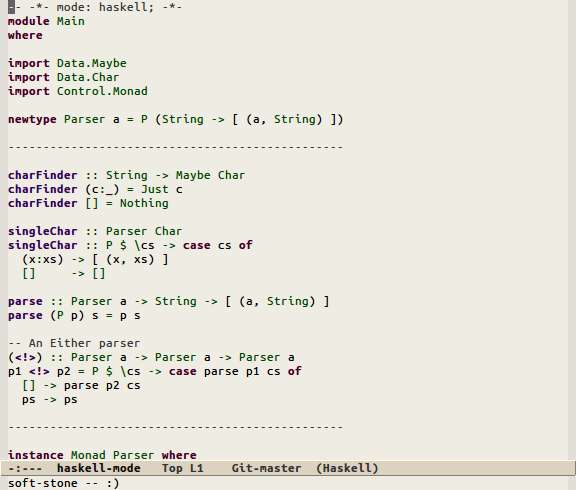 -- -*- mode: haskell; -*-
module Main
where

import Data.Maybe
import Data.Char
import Control.Monad

newtype Parser a = P (String -> [ (a, String) ])

------------------------------------------------

charFinder :: String -> Maybe Char
charFinder (c:_) = Just c
charFinder [] = Nothing

singleChar :: Parser Char
singleChar :: P $ \cs -> case cs of
  (x:xs) -> [ (x, xs) ]
  []     -> []

parse :: Parser a -> String -> [ (a, String) ]
parse (P p) s = p s

-- An Either parser
(<!>) :: Parser a -> Parser a -> Parser a
p1 <!> p2 = P $ \cs -> case parse p1 cs of
  [] -> parse p2 cs
  ps -> ps

------------------------------------------------

instance Monad Parser where
-:---  haskell-mode   Top L1    Git-master  (Haskell)
soft-stone -- :)